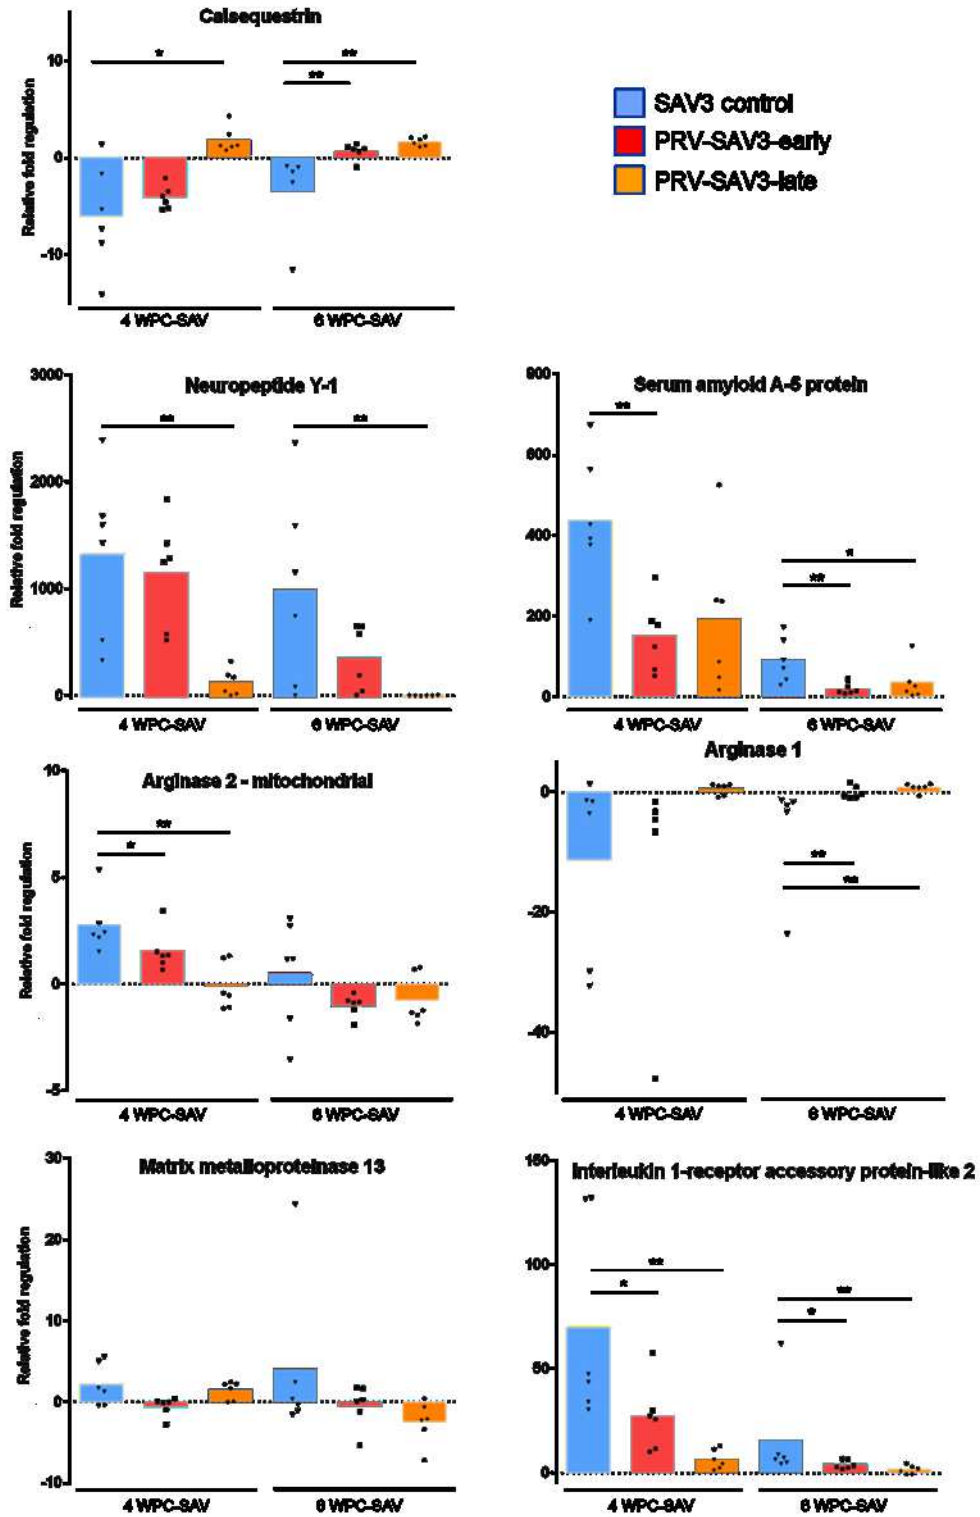 Calsequestrin
Relative fold regulation
10
0
-10
*
**
**
4 WPC-SAV
6 WPC-SAV
SAV3 control
PRV-SAV3-early
PRV-SAV3-late
Neuropeptide Y-1
Relative fold regulation
3000
2000
1000
0
**
**
4 WPC-SAV
6 WPC-SAV
Serum amyloid A-5 protein
800
600
400
200
0
**
*
**
4 WPC-SAV
6 WPC-SAV
Arginase 2 - mitochondrial
Relative fold regulation
10
5
0
-5
**
*
4 WPC-SAV
6 WPC-SAV
Arginase 1
0
-20
-40
**
**
4 WPC-SAV
6 WPC-SAV
Matrix metalloproteinase 13
Relative fold regulation
30
20
10
0
-10
4 WPC-SAV
6 WPC-SAV
Interleukin 1-receptor accessory protein-like 2
150
100
50
0
**
*
**
*
4 WPC-SAV
6 WPC-SAV